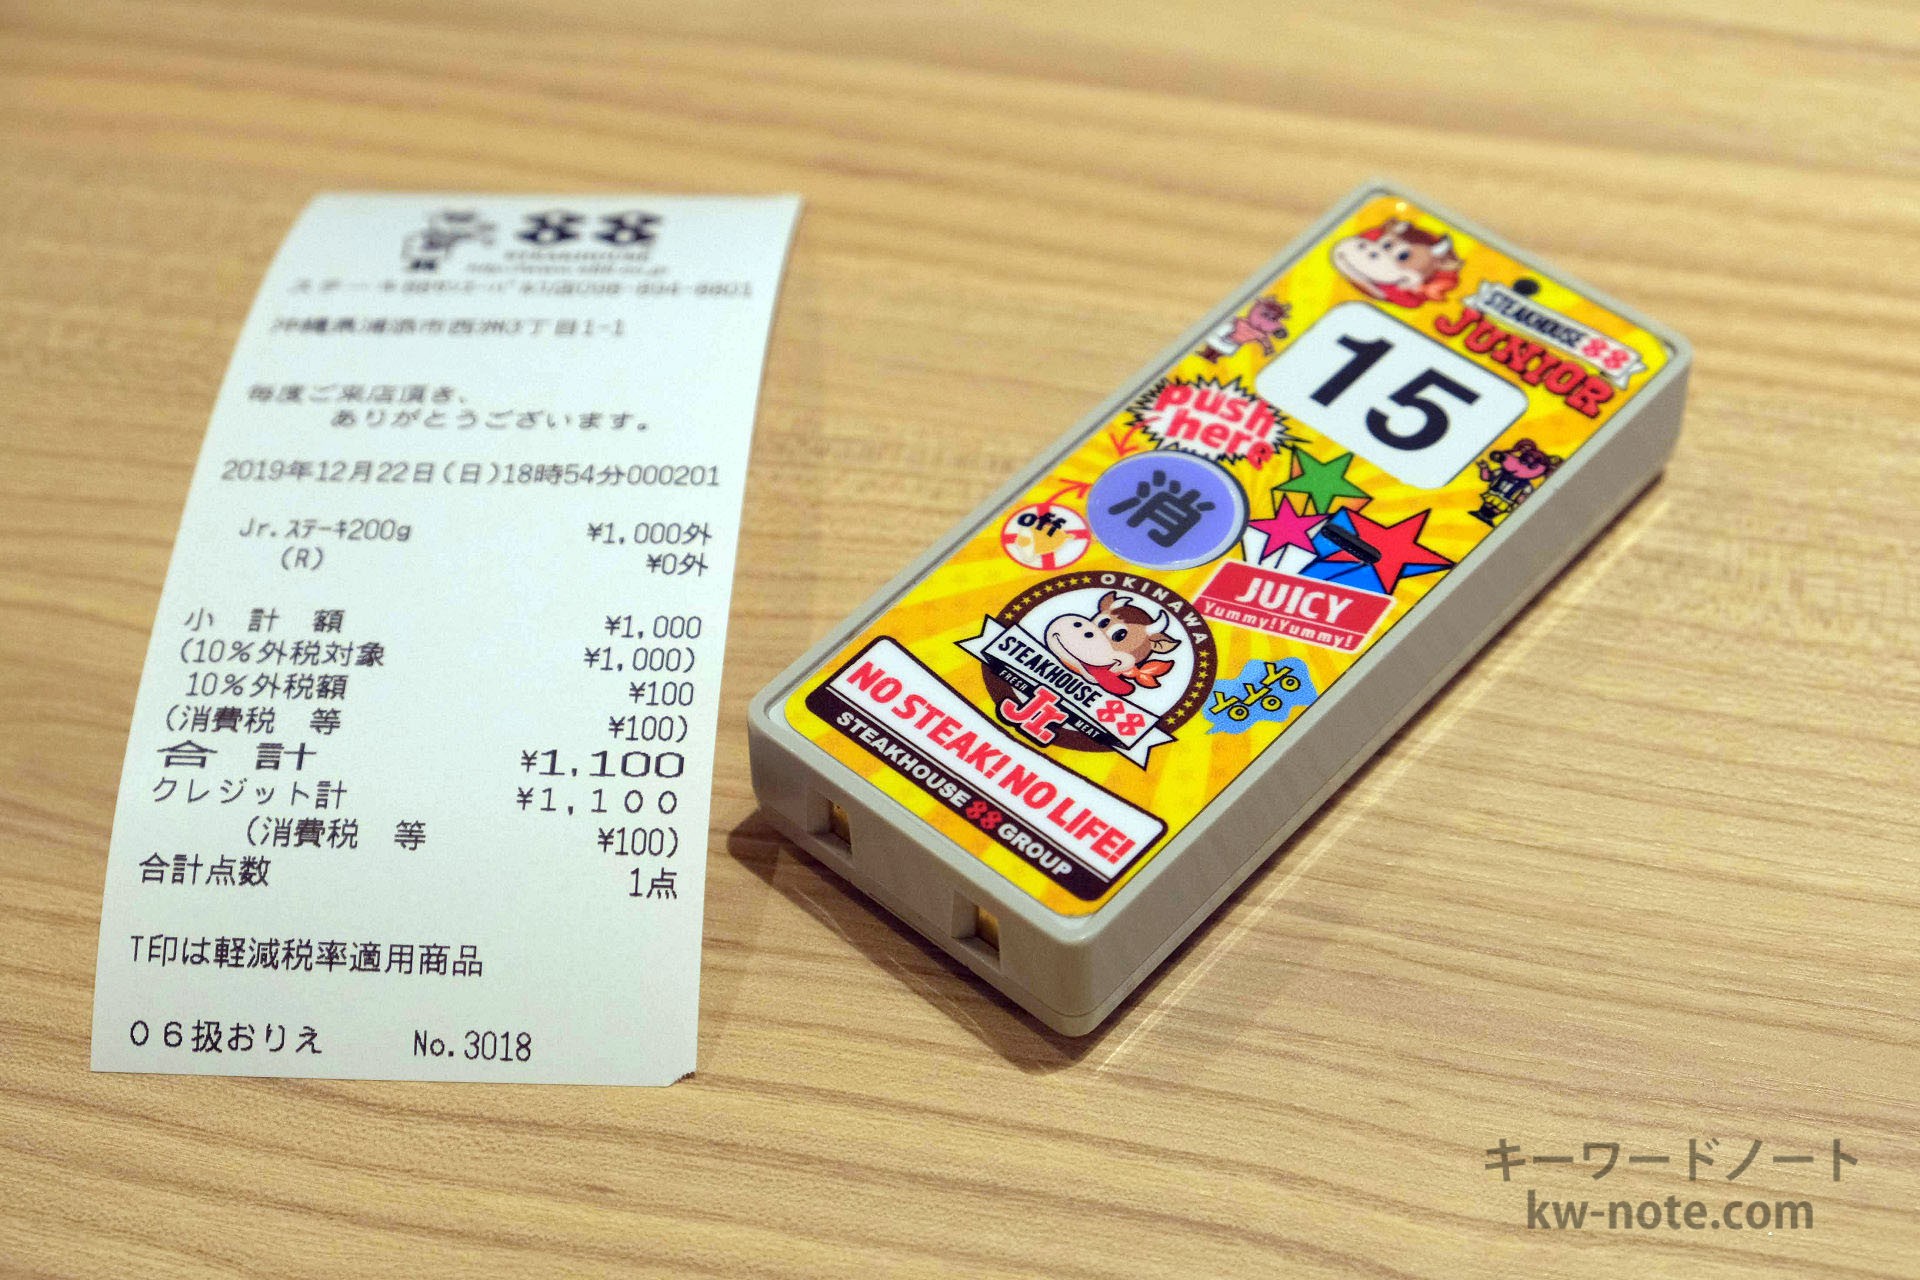 88
沖縄県浦添市西洲3丁目1-1
毎度ご来店頂き、
ありがとうございます。
2019年12月22日(日)18時54分000201
Jr.ｽﾃｰｷ200g ¥1,000外
(R) ¥0外
小 計 額 ¥1,000
(10%外税対象 ¥1,000)
10%外税額 ¥100
(消費税 等 ¥100)
合 計 ¥1,100
クレジット計 ¥1,100
(消費税 等 ¥100)
合計点数 1点
T印は軽減税率適用商品
06扱おりえ No.3018
STEAKHOUSE 88
JUNIOR
15
push
here
消
off
JUICY
Yummy!Yummy!
OKINAWA
STEAKHOUSE 88
FRESH Jr. MEAT
YO
YO
YO
NO STEAK! NO LIFE!
STEAKHOUSE 88 GROUP
キーワードノート
kw-note.com